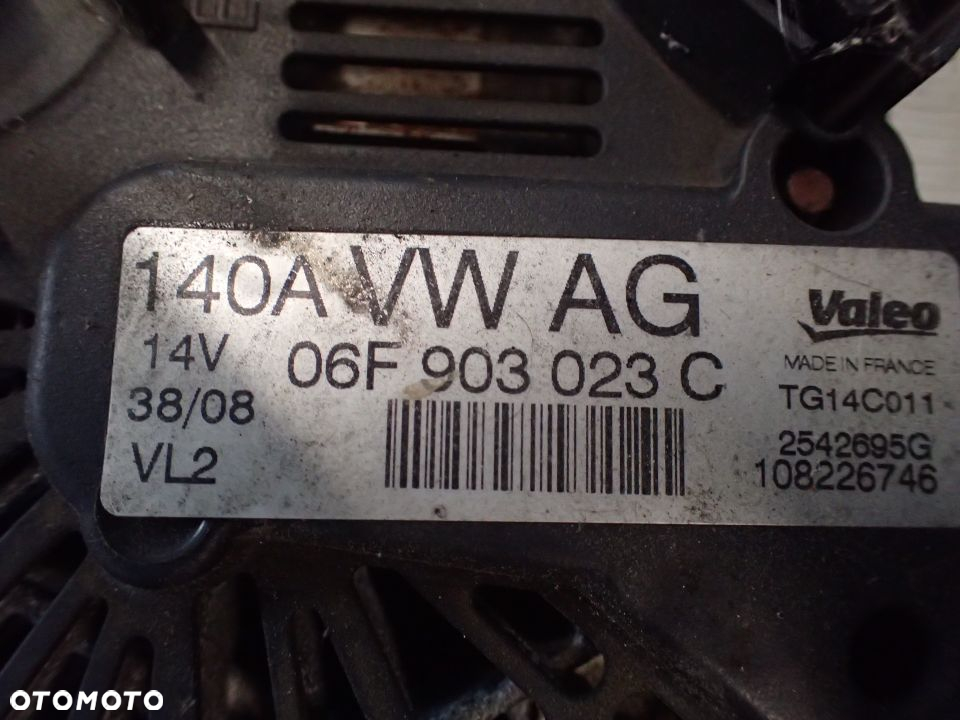 140A VW AG
14V 06F 903 023 C
38/08
VL2
Valeo
MADE IN FRANCE
TG14C011
2542695G
108226746
OTOMOTO